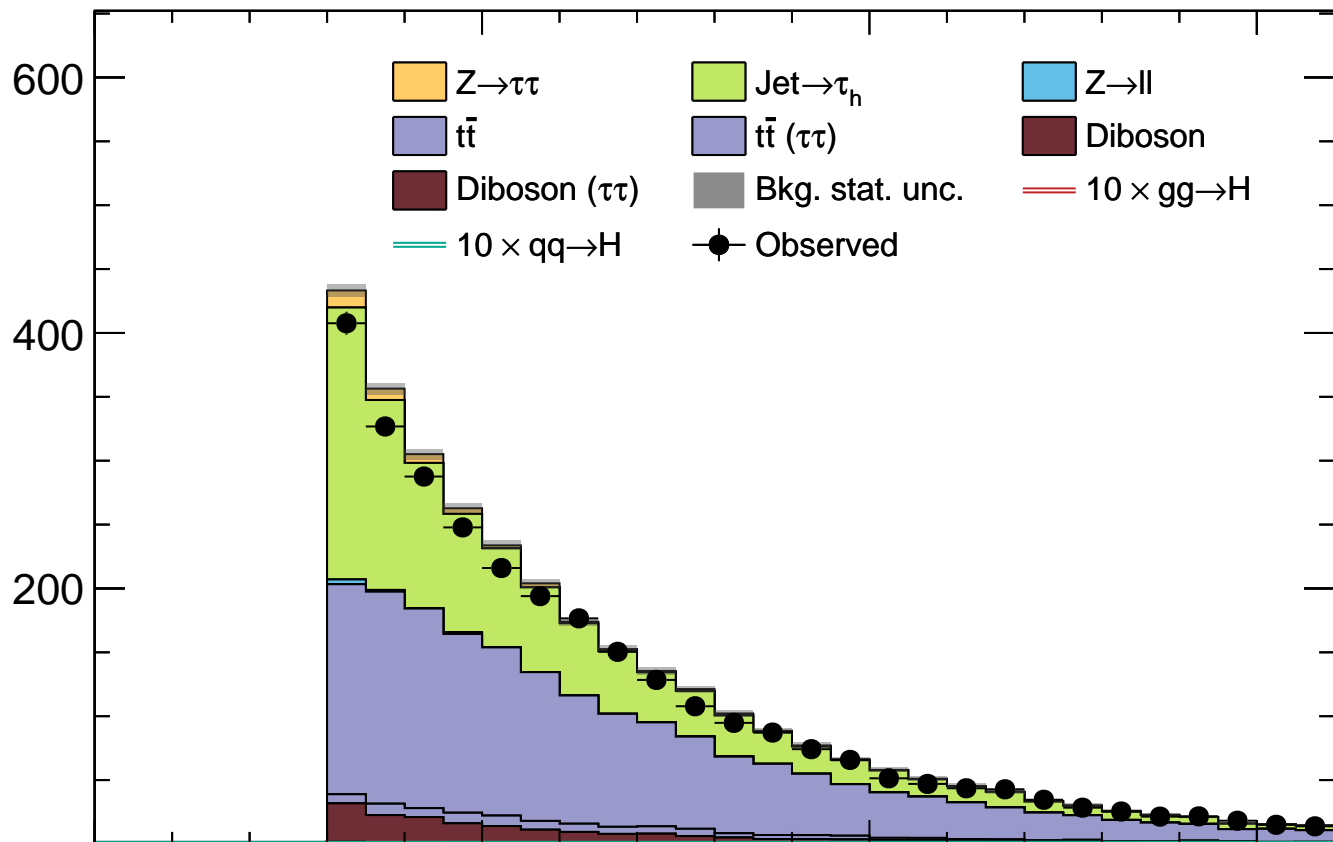 600
Z→ττ Jet→τh Z→ll
tt̄ tt̄ (ττ) Diboson
Diboson (ττ) Bkg. stat. unc. 10 × gg→H
10 × qq→H Observed
400
200